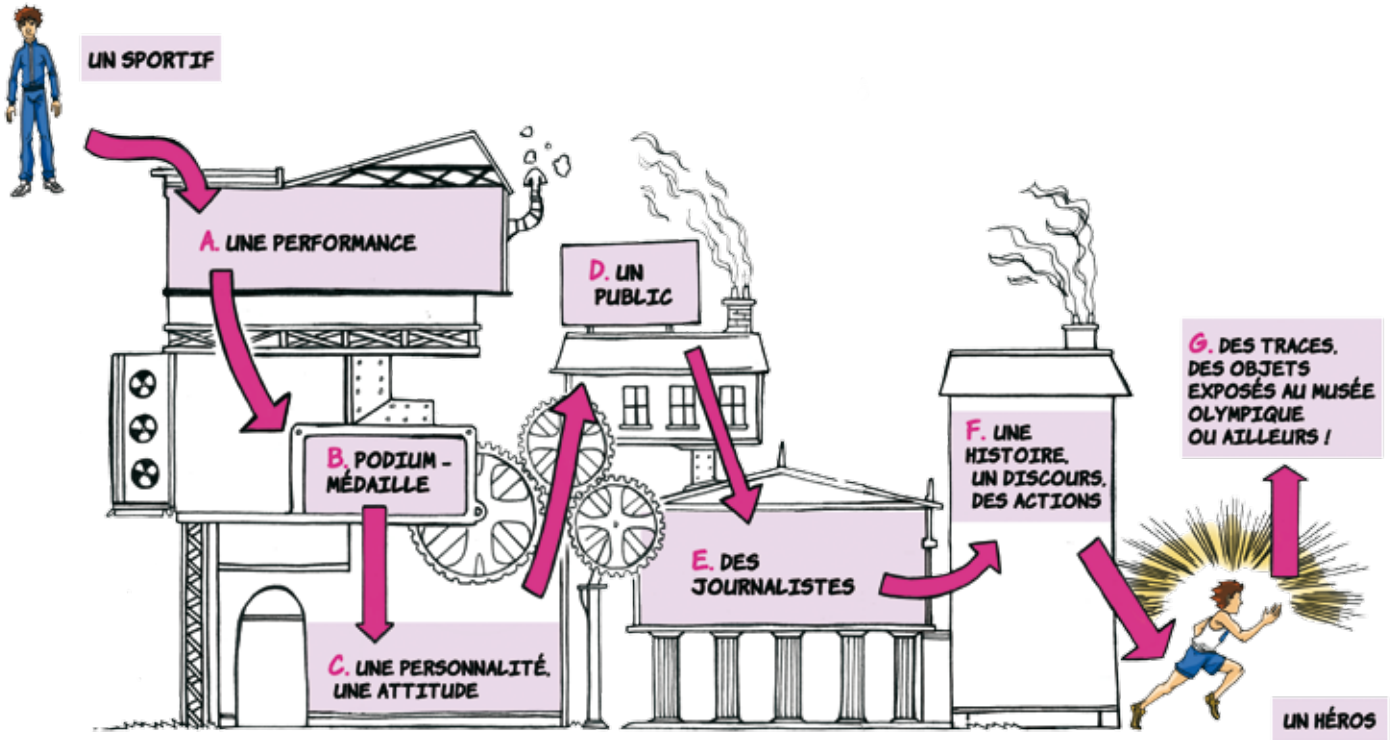 UN SPORTIF
A. UNE PERFORMANCE
B. PODIUM -
MÉDAILLE
C. UNE PERSONNALITÉ,
UNE ATTITUDE
D. UN
PUBLIC
E. DES
JOURNALISTES
F. UNE
HISTOIRE,
UN DISCOURS,
DES ACTIONS
G. DES TRACES,
DES OBJETS
EXPOSÉS AU MUSÉE
OLYMPIQUE
OU AILLEURS !
UN HÉROS